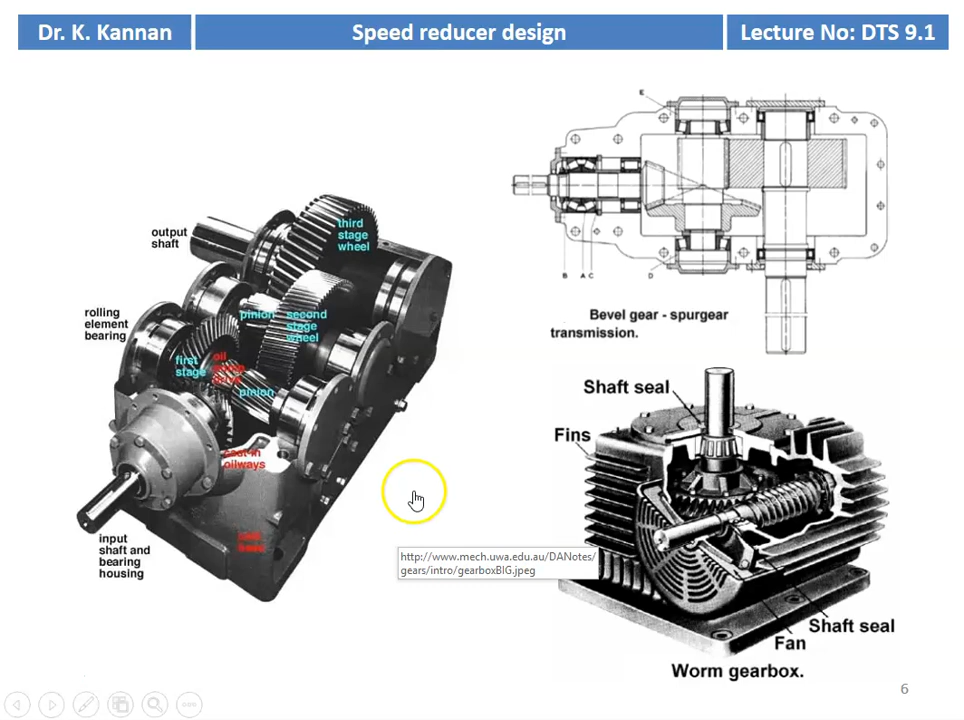 Dr. K. Kannan
Speed reducer design
Lecture No: DTS 9.1
output
shaft
third
stage
wheel
rolling
element
bearing
pinion
second
stage
wheel
first
stage
oil
pinion
cast-in
oilways
input
shaft and
bearing
housing
http://www.mech.uwa.edu.au/DANotes/
gears/intro/gearboxBIG.jpeg
E
B
A
C
D
Bevel gear - spurgear
transmission.
Shaft seal
Fins
Shaft seal
Fan
Worm gearbox.
6